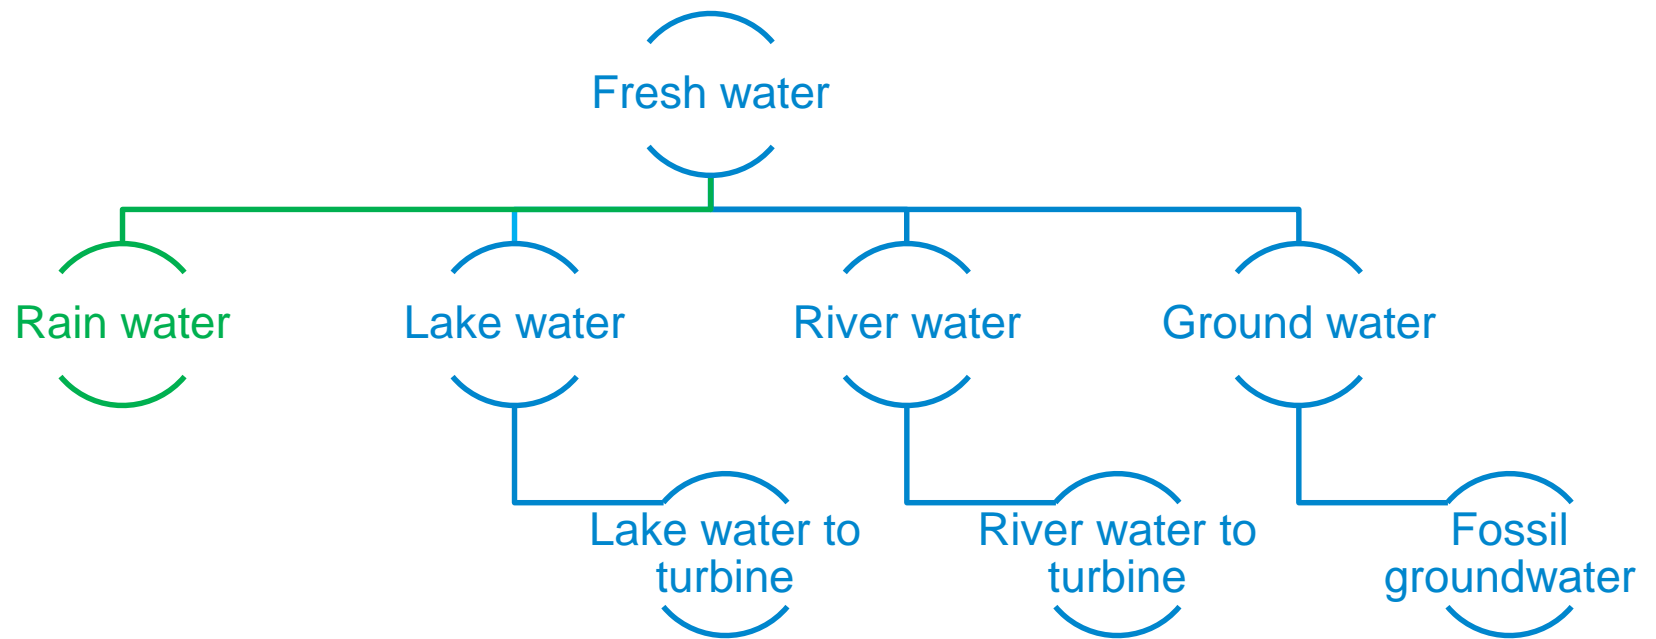 Fresh water
Rain water
Lake water
River water
Ground water
Lake water to
turbine
River water to
turbine
Fossil
groundwater